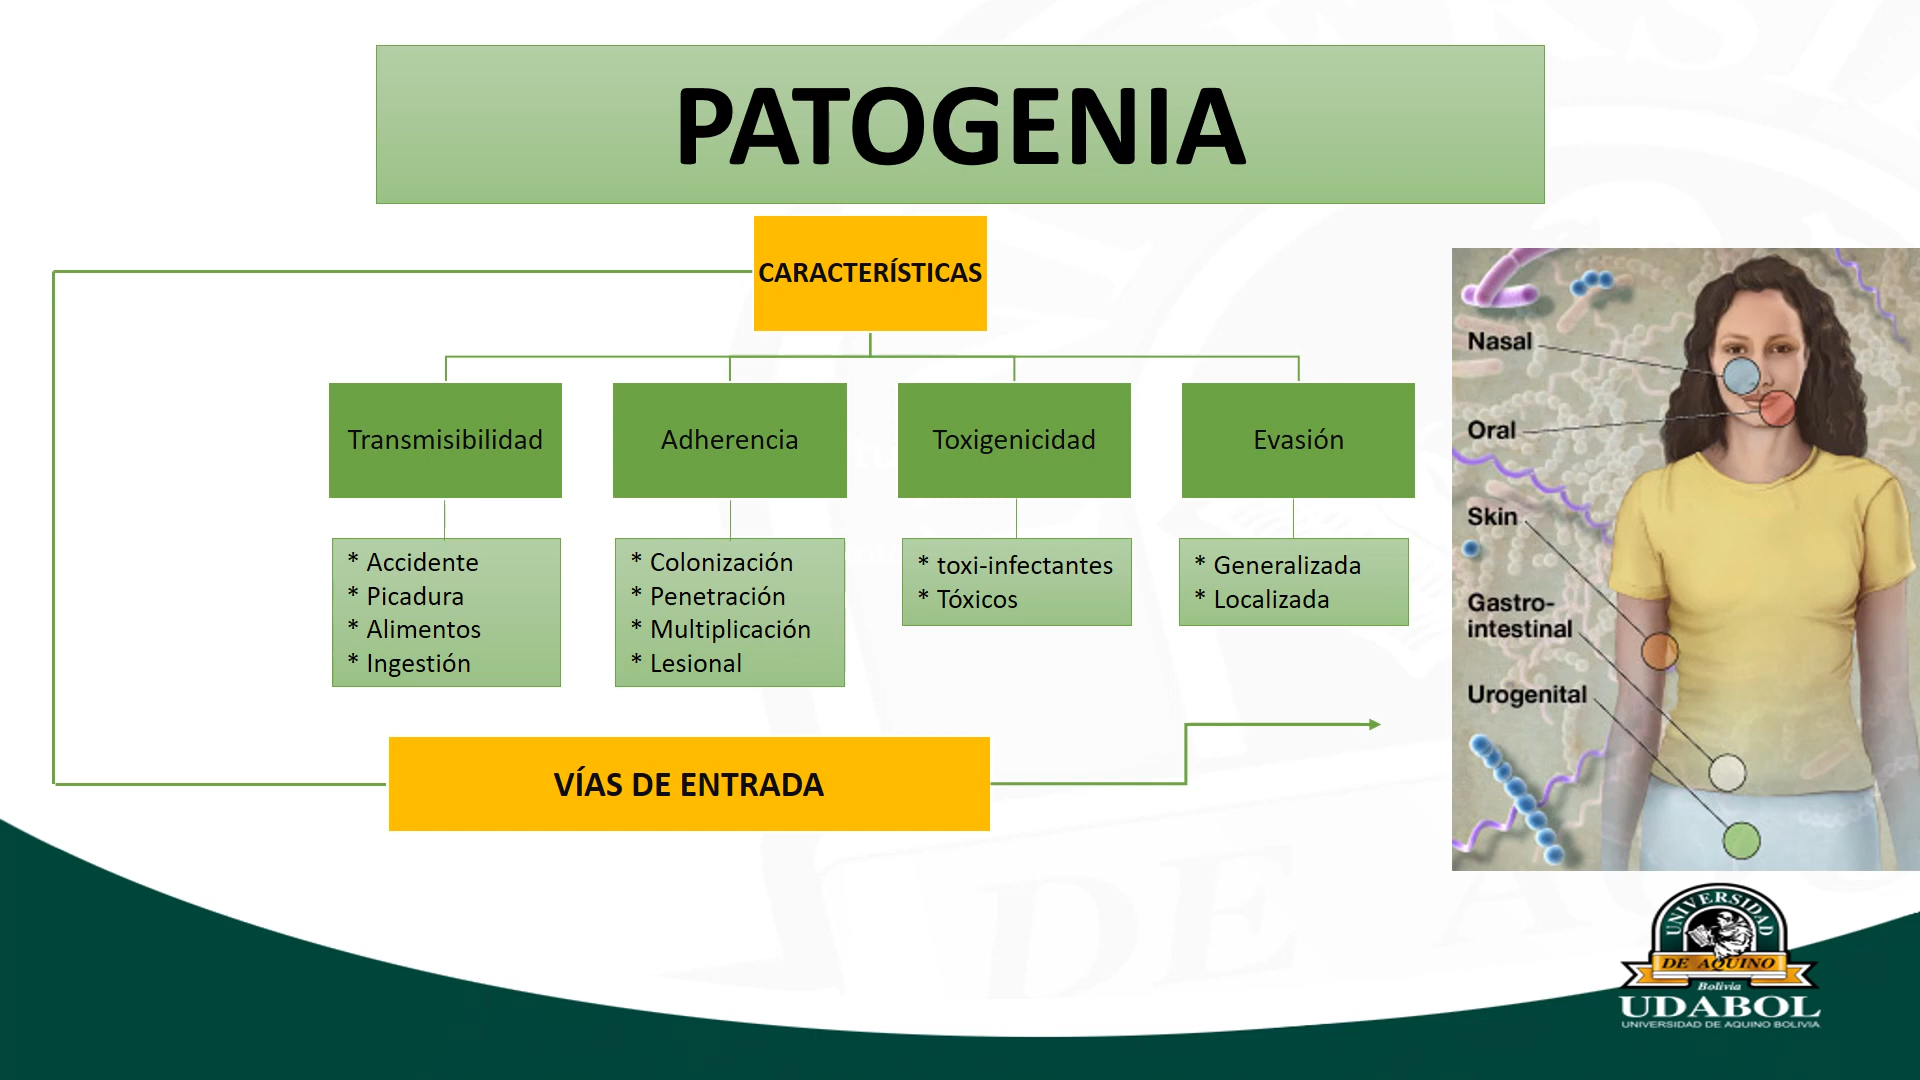 PATOGENIA
CARACTERÍSTICAS
Transmisibilidad
Adherencia
Toxigenicidad
Evasión
* Accidente
* Picadura
* Alimentos
* Ingestión
* Colonización
* Penetración
* Multiplicación
* Lesional
* toxi-infectantes
* Tóxicos
* Generalizada
* Localizada
VÍAS DE ENTRADA
Nasal
Oral
Skin
Gastro-
intestinal
Urogenital
UNIVERSIDAD
DE AQUINO
Bolivia
UDABOL
UNIVERSIDAD DE AQUINO BOLIVIA